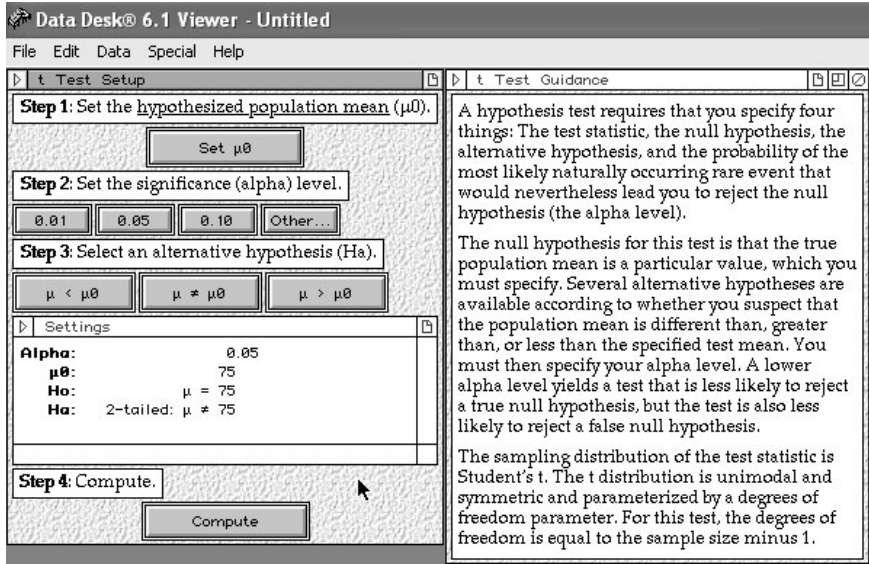 Data Desk® 6.1 Viewer - Untitled
File Edit Data Special Help
t Test Setup
Step 1: Set the hypothesized population mean (μ0).
Set μ0
Step 2: Set the significance (alpha) level.
0.01 0.05 0.10 Other...
Step 3: Select an alternative hypothesis (Ha).
μ < μ0 μ ≠ μ0 μ > μ0
Settings
Alpha: 0.05
μ0: 75
Ho: μ = 75
Ha: 2-tailed: μ ≠ 75
Step 4: Compute.
Compute
t Test Guidance
A hypothesis test requires that you specify four
things: The test statistic, the null hypothesis, the
alternative hypothesis, and the probability of the
most likely naturally occurring rare event that
would nevertheless lead you to reject the null
hypothesis (the alpha level).
The null hypothesis for this test is that the true
population mean is a particular value, which you
must specify. Several alternative hypotheses are
available according to whether you suspect that
the population mean is different than, greater
than, or less than the specified test mean. You
must then specify your alpha level. A lower
alpha level yields a test that is less likely to reject
a true null hypothesis, but the test is also less
likely to reject a false null hypothesis.
The sampling distribution of the test statistic is
Student's t. The t distribution is unimodal and
symmetric and parameterized by a degrees of
freedom parameter. For this test, the degrees of
freedom is equal to the sample size minus 1.